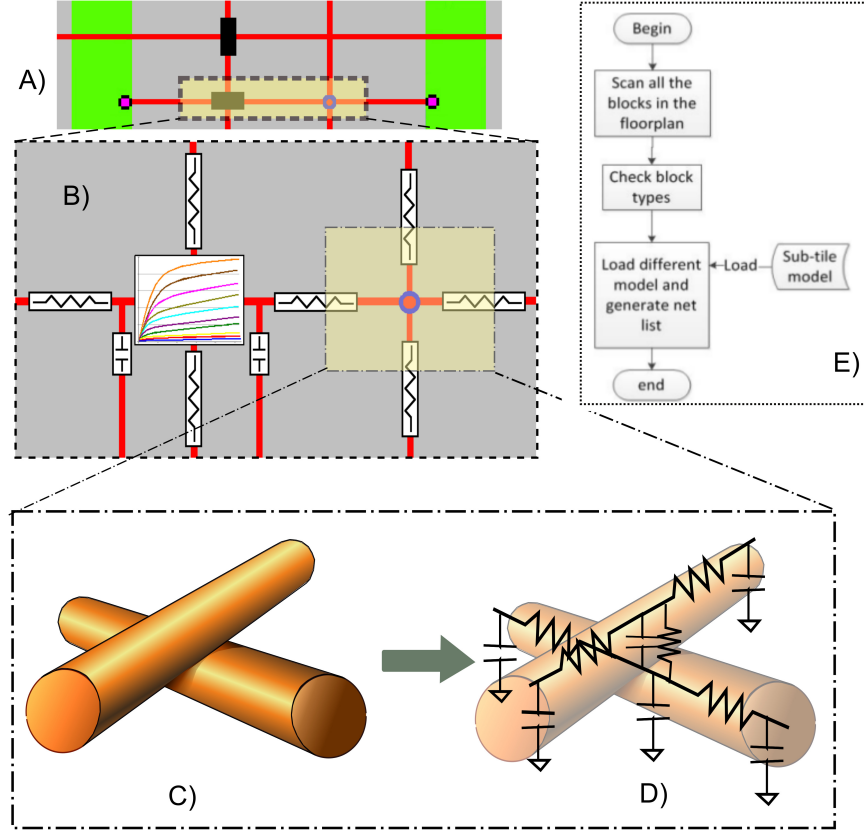 A)
B)
Begin
Scan all the
blocks in the
floorplan
Check block
types
Load different
model and
generate net
list
Load
Sub-tile
model
end
E)
C)
D)